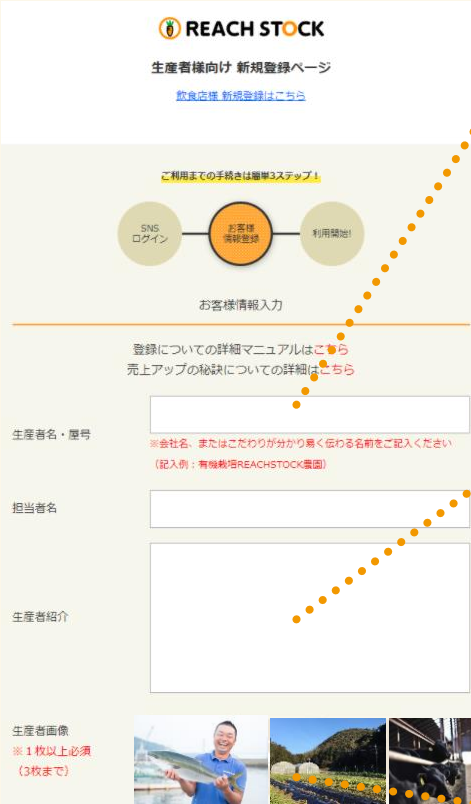 REACH STOCK
生産者様向け 新規登録ページ
飲食店様 新規登録はこちら
ご利用までの手続きは簡単3ステップ！
SNS
ログイン
お客様
情報登録
利用開始!
お客様情報入力
登録についての詳細マニュアルはこちら
売上アップの秘訣についての詳細はこちら
生産者名・屋号
※会社名、またはこだわりが分かり易く伝わる名前をご記入ください
（記入例：有機栽培REACHSTOCK農園）
担当者名
生産者紹介
生産者画像
※１枚以上必須
（3枚まで）